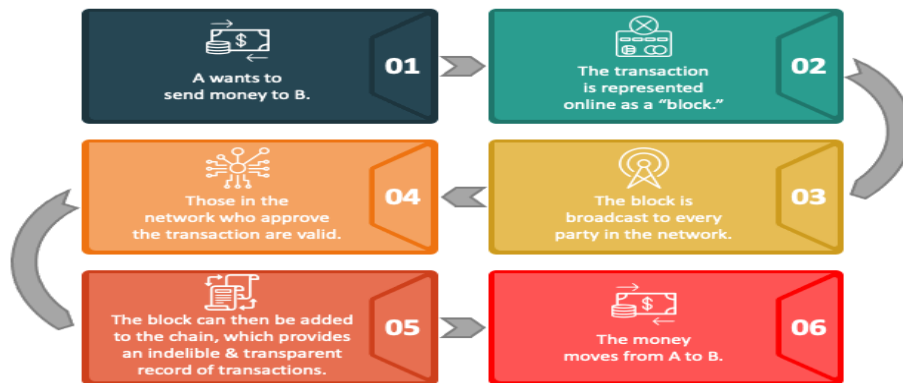 A wants to
send money to B.
01
The transaction
is represented
online as a “block.”
02
The block is
broadcast to every
party in the network.
03
Those in the
network who approve
the transaction are valid.
04
The block can then be added
to the chain, which provides
an indelible & transparent
record of transactions.
05
The money
moves from A to B.
06